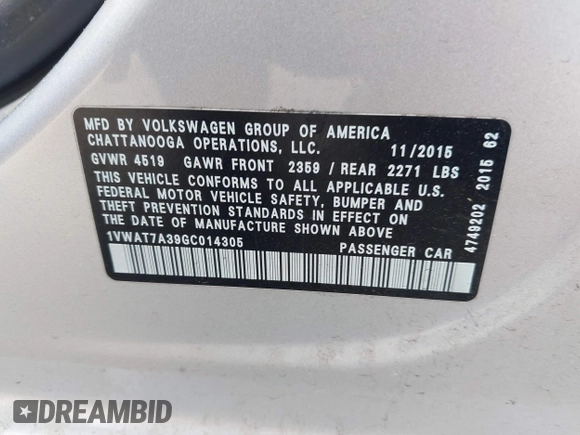 MFD BY VOLKSWAGEN GROUP OF AMERICA
CHATTANOOGA OPERATIONS, LLC. 11/2015
GVWR 4519 GAWR FRONT 2359 / REAR 2271 LBS
THIS VEHICLE CONFORMS TO ALL APPLICABLE U.S.
FEDERAL MOTOR VEHICLE SAFETY, BUMPER AND
THEFT PREVENTION STANDARDS IN EFFECT ON
THE DATE OF MANUFACTURE SHOWN ABOVE
1VWAT7A39GC014305 PASSENGER CAR
4749202 2015 62
DREAMBID